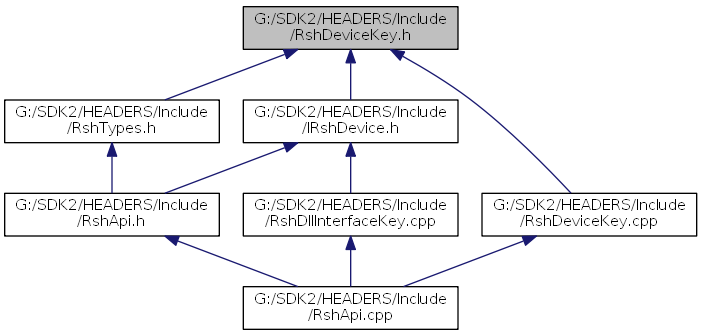 G:/SDK2/HEADERS/Include
/RshDeviceKey.h
G:/SDK2/HEADERS/Include
/RshTypes.h
G:/SDK2/HEADERS/Include
/IRshDevice.h
G:/SDK2/HEADERS/Include
/RshApi.h
G:/SDK2/HEADERS/Include
/RshDllInterfaceKey.cpp
G:/SDK2/HEADERS/Include
/RshDeviceKey.cpp
G:/SDK2/HEADERS/Include
/RshApi.cpp